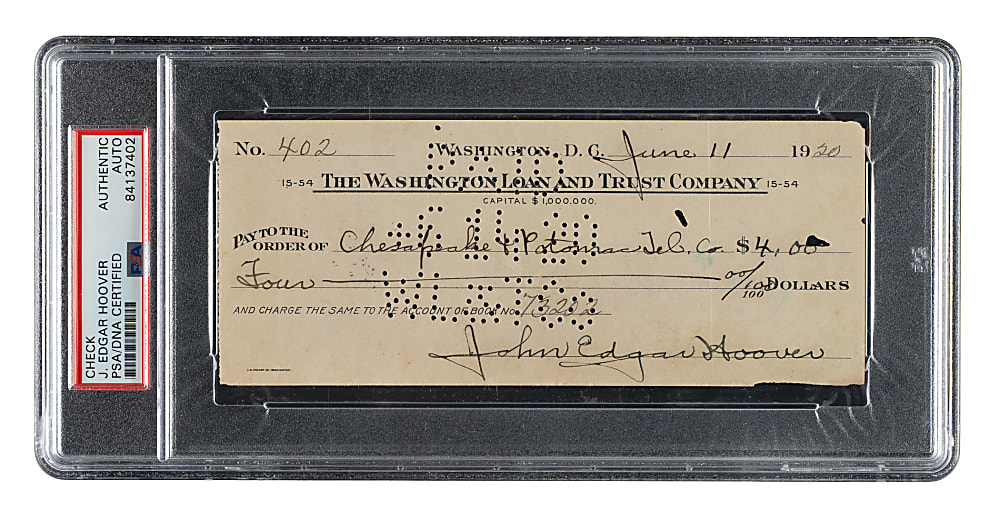 CHECK
J. EDGAR HOOVER
PSA/DNA CERTIFIED
AUTHENTIC
AUTO
84137402
PSA
No. 402 WASHINGTON, D. C. June 11 1920
15-54 THE WASHINGTON LOAN AND TRUST COMPANY 15-54
CAPITAL $1,000.000.
PAY TO THE
ORDER OF Chesapeake & Potomac Tel. Co. $4.00
Four 00/100 DOLLARS
AND CHARGE THE SAME TO THE ACCOUNT OF BOOK NO. 73202
John Edgar Hoover